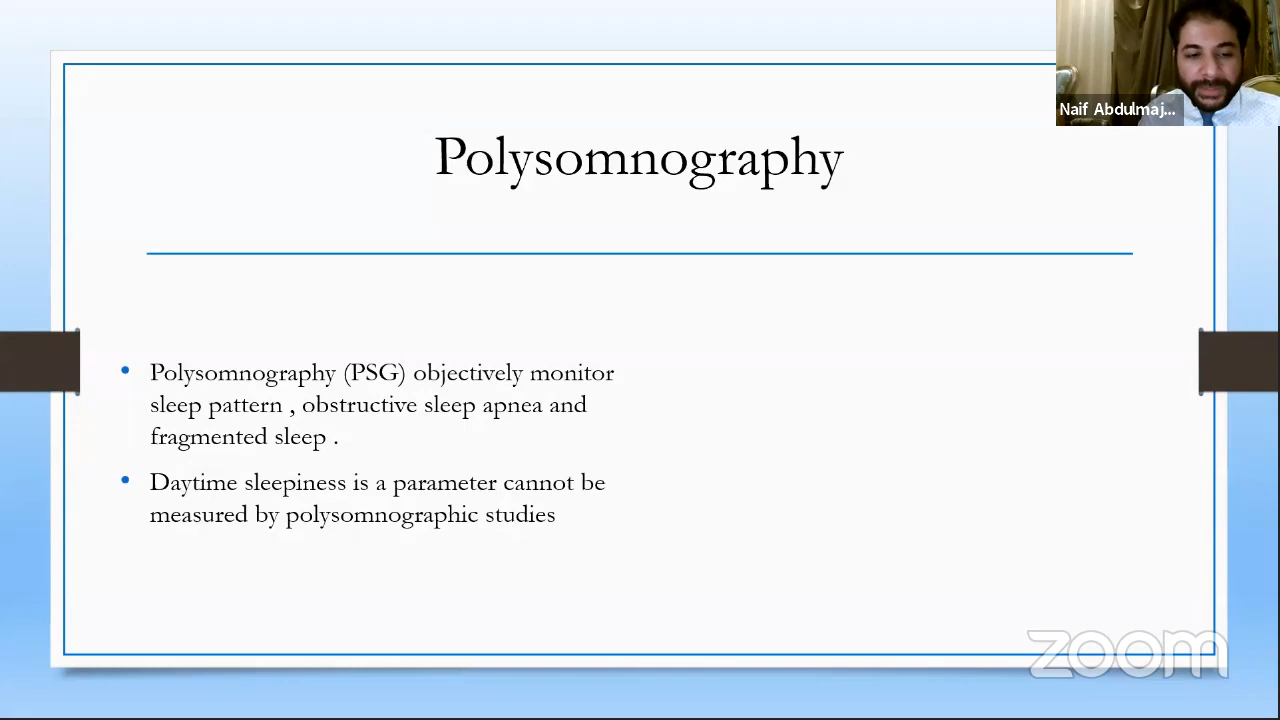 Naif Abdulmaj...
Polysomnography
• Polysomnography (PSG) objectively monitor
sleep pattern , obstructive sleep apnea and
fragmented sleep .
• Daytime sleepiness is a parameter cannot be
measured by polysomnographic studies
zoom